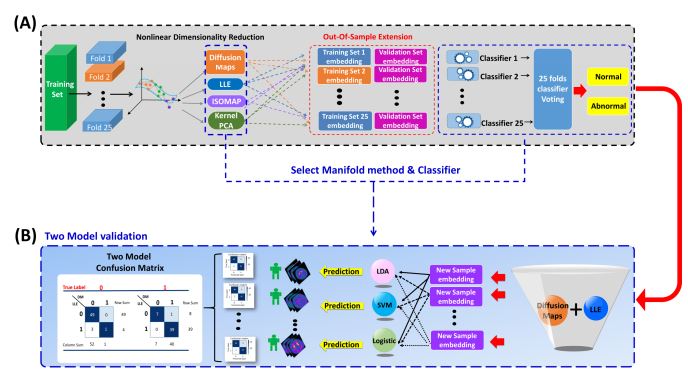 (A)
Nonlinear Dimensionality Reduction
Out-Of-Sample Extension
Training
Set
Fold 1
Fold 2
Fold 25
Diffusion
Maps
LLE
ISOMAP
Kernel
PCA
Training Set 1
embedding
Validation Set
embedding
Training Set 2
embedding
Validation Set
embedding
Training Set 25
embedding
Validation Set
embedding
Classifier 1
Classifier 2
Classifier 25
25 folds
classifier
Voting
Normal
Abnormal
Select Manifold method & Classifier
(B)
Two Model validation
Two Model
Confusion Matrix
True Label
0
1
DM
LLE
0 1 Row Sum
DM
LLE
0 1 Row Sum
0 49 0 49
0 7 1 8
1 3 1 4
1 0 39 39
Column Sum 52 1
7 40
Prediction
Prediction
Prediction
LDA
SVM
Logistic
New Sample
embedding
New Sample
embedding
New Sample
embedding
Diffusion
Maps
+
LLE